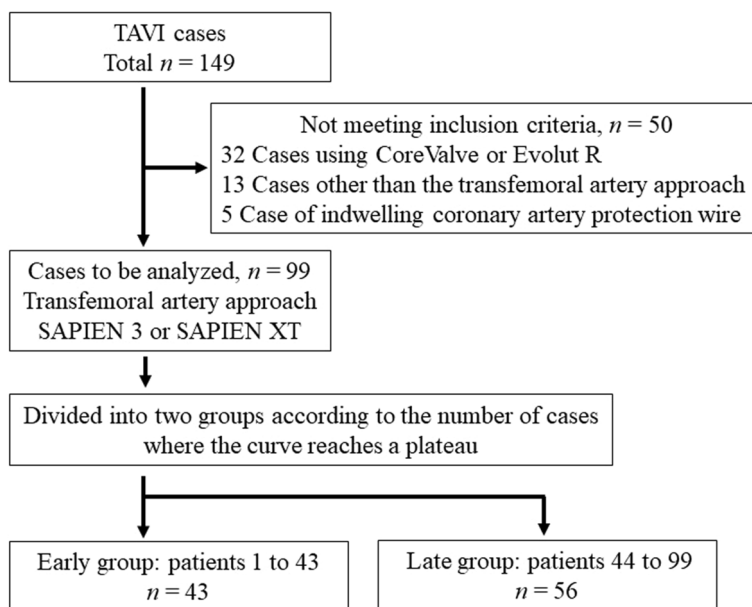 TAVI cases
Total n = 149
Not meeting inclusion criteria, n = 50
32 Cases using CoreValve or Evolut R
13 Cases other than the transfemoral artery approach
5 Case of indwelling coronary artery protection wire
Cases to be analyzed, n = 99
Transfemoral artery approach
SAPIEN 3 or SAPIEN XT
Divided into two groups according to the number of cases
where the curve reaches a plateau
Early group: patients 1 to 43
n = 43
Late group: patients 44 to 99
n = 56